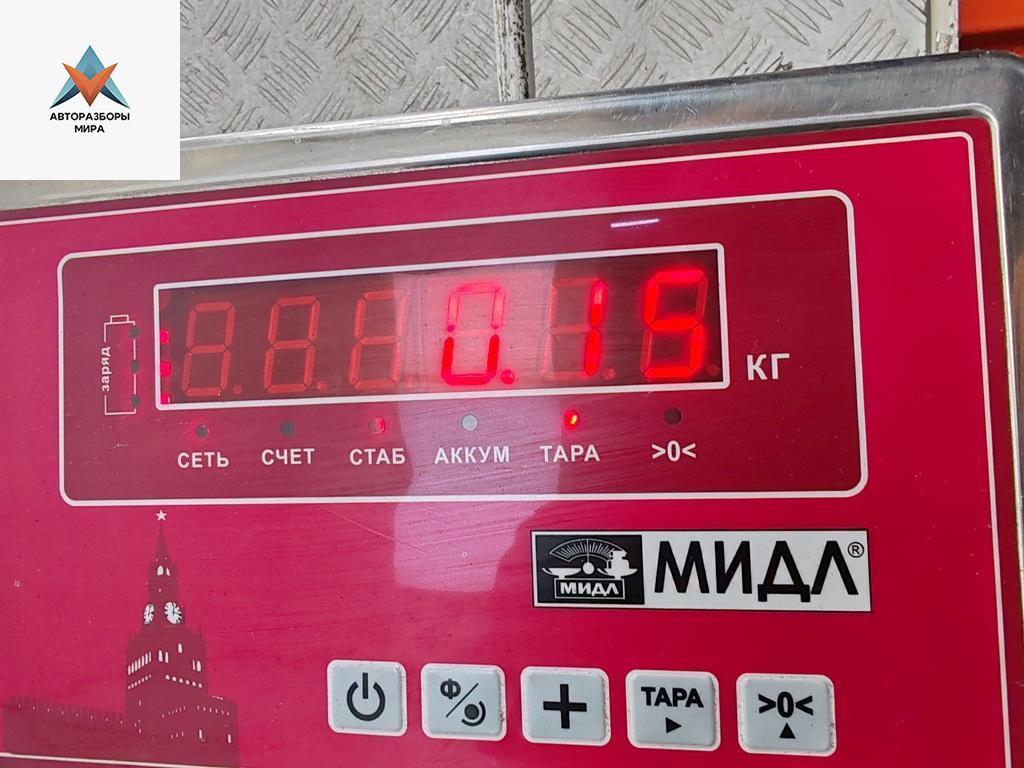 АВТОРАЗБОРЫ
МИРА
заряд
0.15 КГ
СЕТЬ СЧЕТ СТАБ АККУМ ТАРА >0<
МИДЛ МИДЛ®
Ф ТАРА >0<